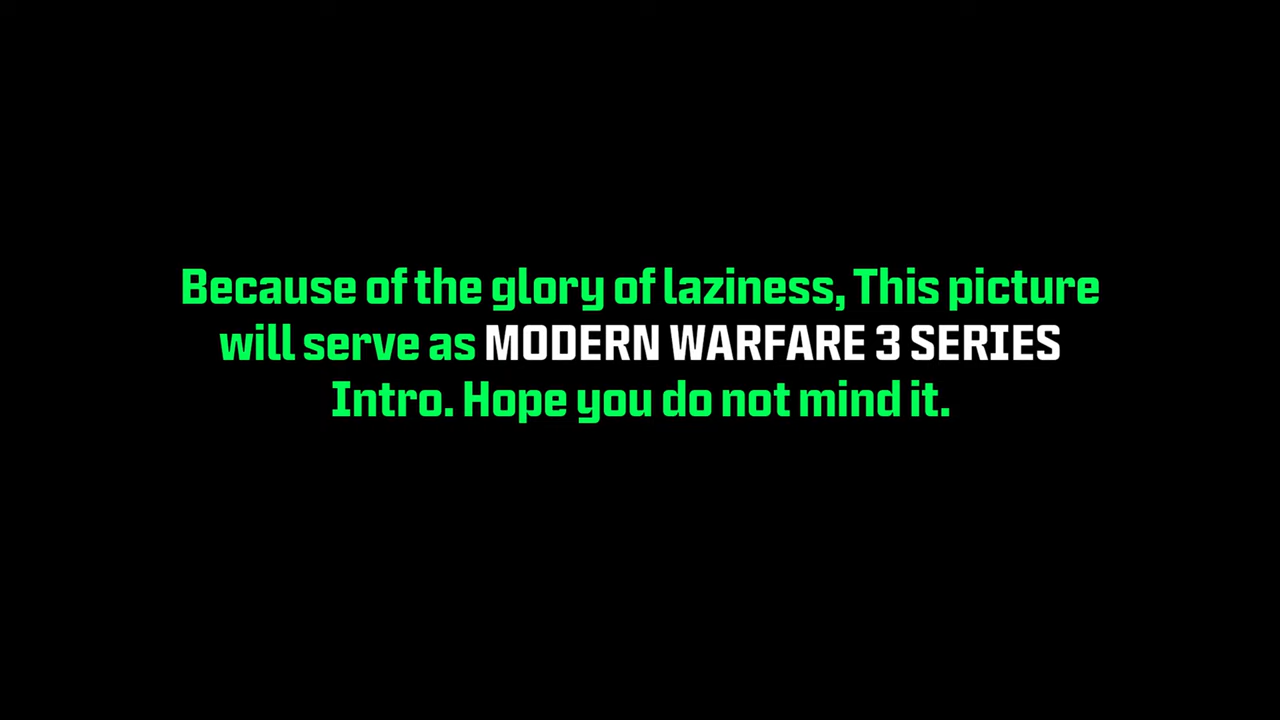 Because of the glory of laziness, This picture
will serve as MODERN WARFARE 3 SERIES
Intro. Hope you do not mind it.